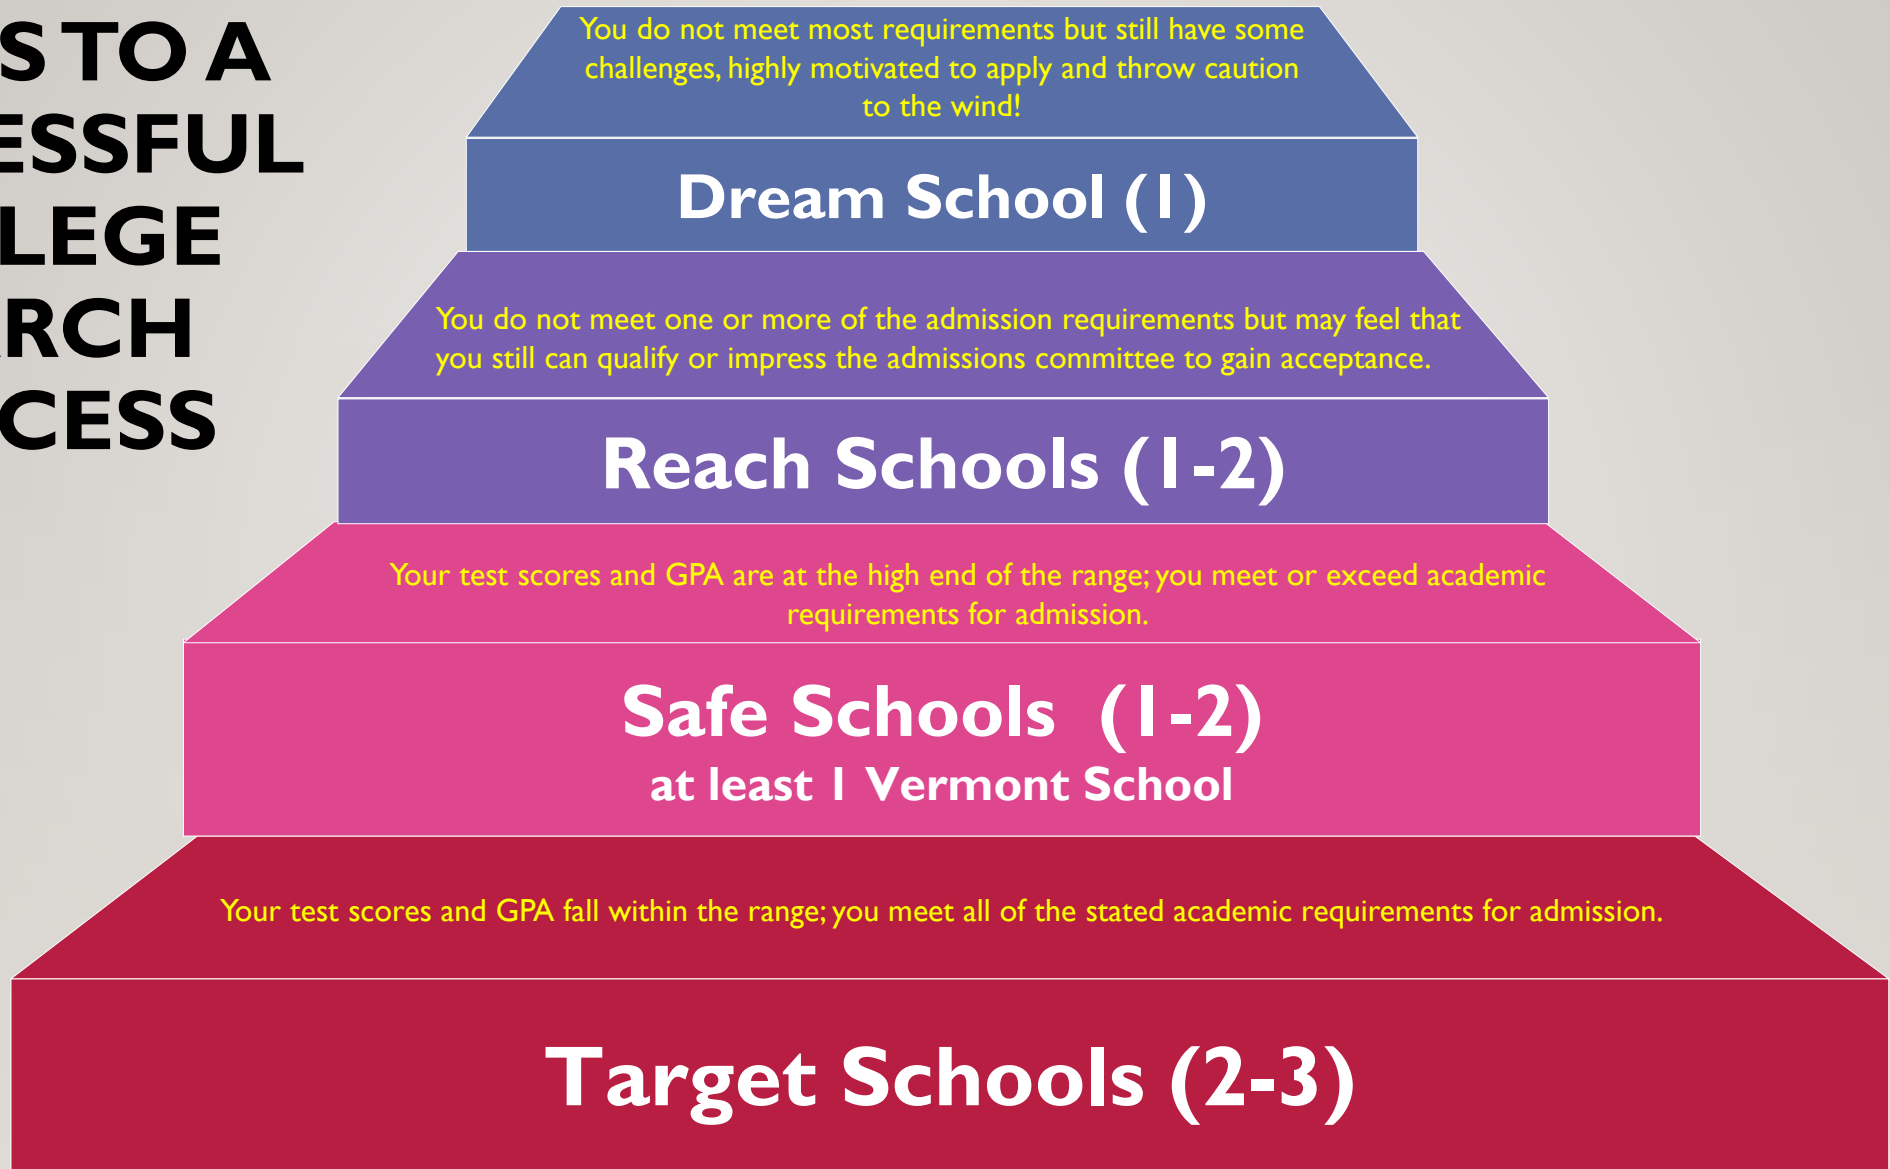 S TO A
ESSFUL
LEGE
RCH
CESS
You do not meet most requirements but still have some
challenges, highly motivated to apply and throw caution
to the wind!
Dream School (1)
You do not meet one or more of the admission requirements but may feel that
you still can qualify or impress the admissions committee to gain acceptance.
Reach Schools (1-2)
Your test scores and GPA are at the high end of the range; you meet or exceed academic
requirements for admission.
Safe Schools (1-2)
at least 1 Vermont School
Your test scores and GPA fall within the range; you meet all of the stated academic requirements for admission.
Target Schools (2-3)